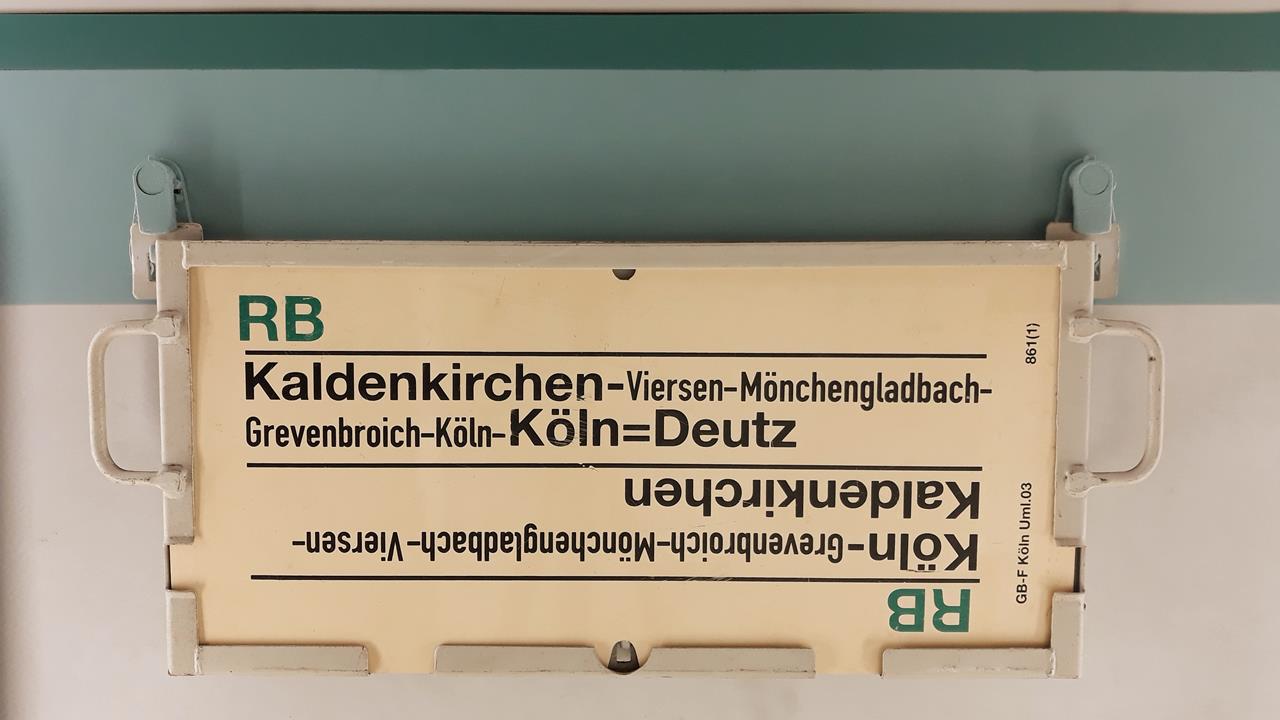 RB
Kaldenkirchen-Viersen-Mönchengladbach-
Grevenbroich-Köln-Köln=Deutz
RB
Köln-Grevenbroich-Mönchengladbach-Viersen-
Kaldenkirchen
861(1)
GB-F Köln Uml.03